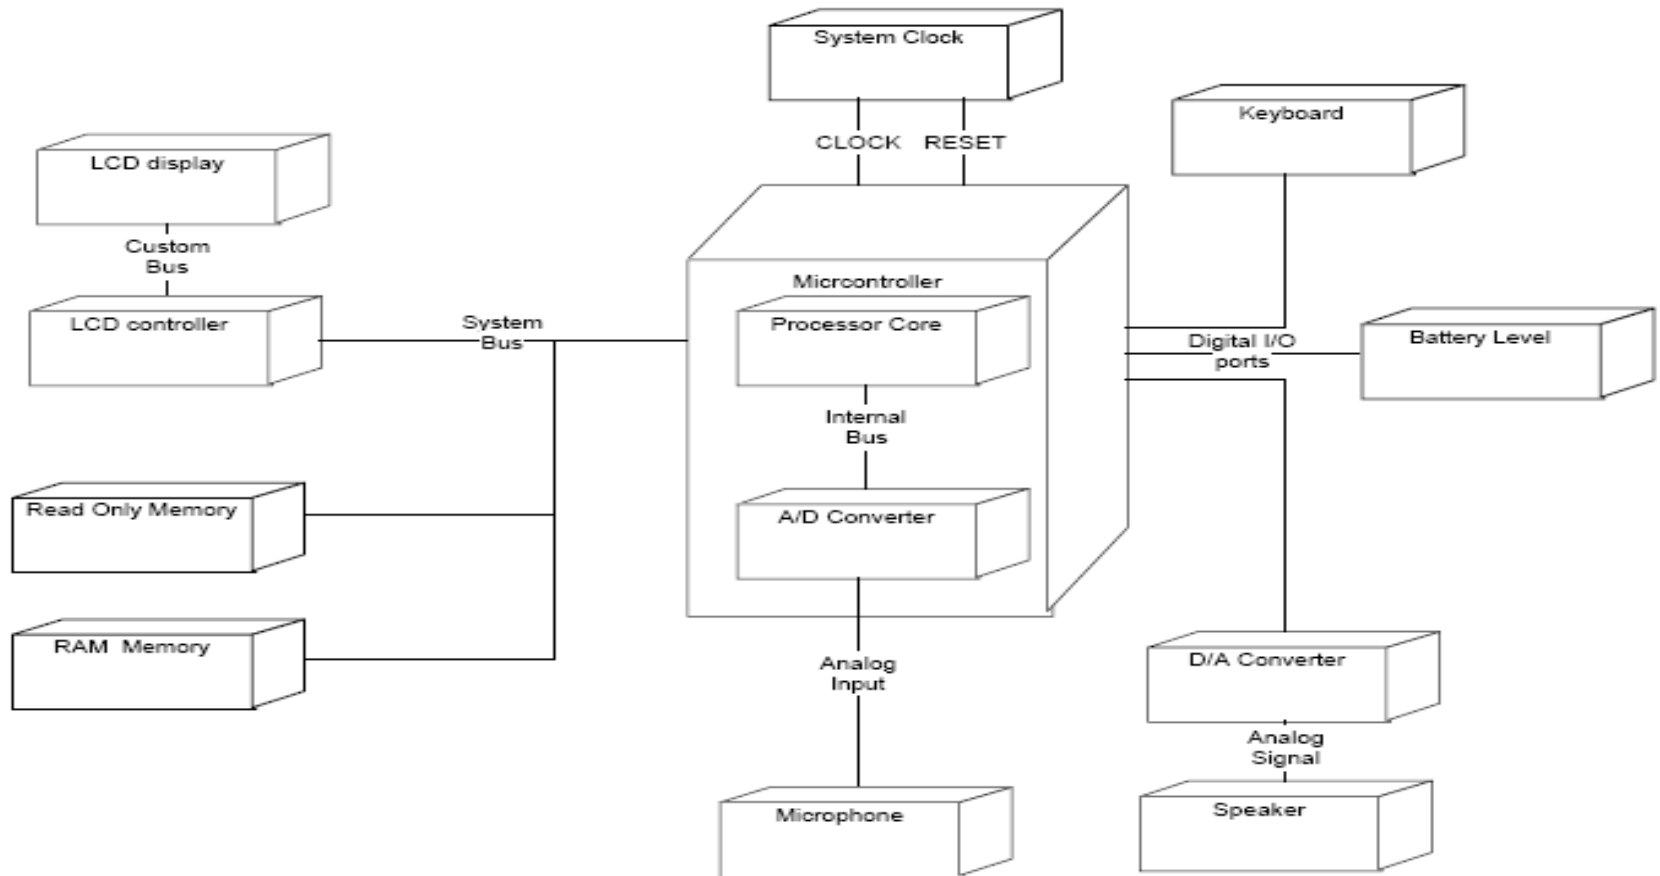 System Clock
CLOCK RESET
Keyboard
LCD display
Custom
Bus
LCD controller
System
Bus
Micrcontroller
Processor Core
Internal
Bus
A/D Converter
Digital I/O
ports
Battery Level
Read Only Memory
RAM Memory
Analog
Input
Microphone
D/A Converter
Analog
Signal
Speaker